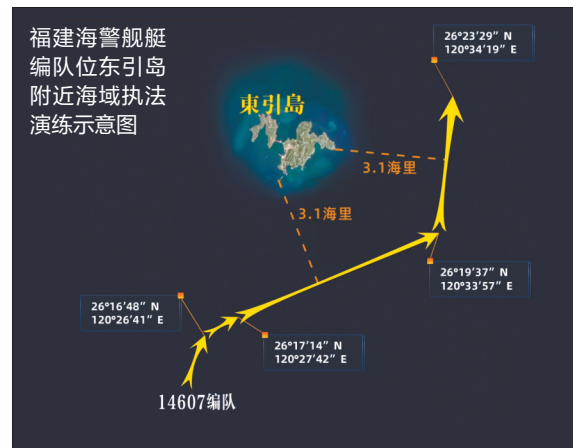 福建海警舰艇
编队位东引岛
附近海域执法
演练示意图
26°23'29" N
120°34'19" E
東引島
3.1海里
3.1海里
26°19'37" N
120°33'57" E
26°16'48" N
120°26'41" E
26°17'14" N
120°27'42" E
14607编队